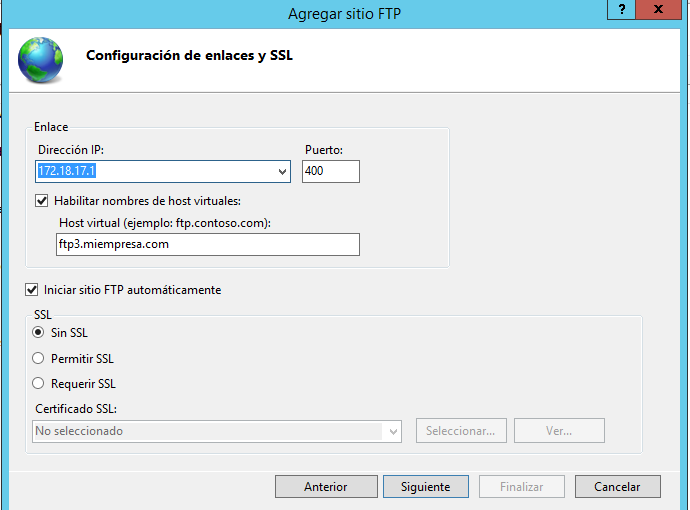 Agregar sitio FTP
? x
Configuración de enlaces y SSL
Enlace
Dirección IP: Puerto:
172.18.17.1 400
Habilitar nombres de host virtuales:
Host virtual (ejemplo: ftp.contoso.com):
ftp3.miempresa.com
Iniciar sitio FTP automáticamente
SSL
Sin SSL
Permitir SSL
Requerir SSL
Certificado SSL:
No seleccionado Seleccionar... Ver...
Anterior Siguiente Finalizar Cancelar